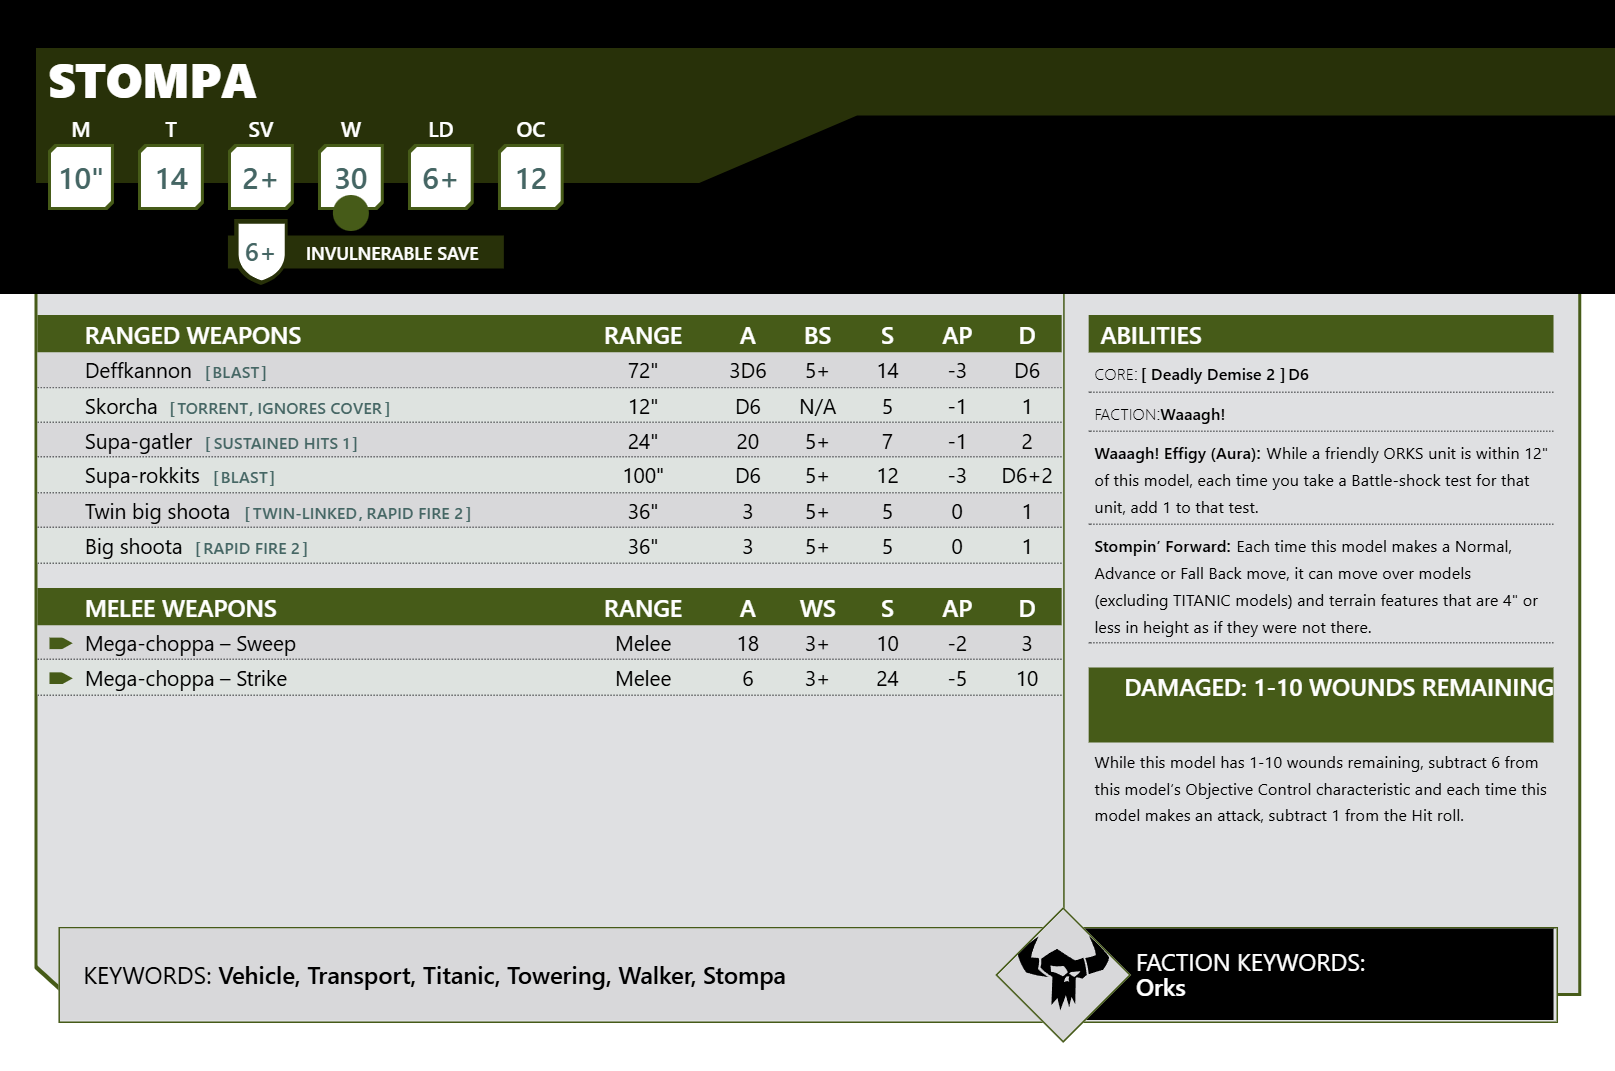 STOMPA
M T SV W LD OC
10" 14 2+ 30 6+ 12
6+ INVULNERABLE SAVE
RANGED WEAPONS RANGE A BS S AP D
Deffkannon [BLAST] 72" 3D6 5+ 14 -3 D6
Skorcha [TORRENT, IGNORES COVER] 12" D6 N/A 5 -1 1
Supa-gatler [SUSTAINED HITS 1] 24" 20 5+ 7 -1 2
Supa-rokkits [BLAST] 100" D6 5+ 12 -3 D6+2
Twin big shoota [TWIN-LINKED, RAPID FIRE 2] 36" 3 5+ 5 0 1
Big shoota [RAPID FIRE 2] 36" 3 5+ 5 0 1
MELEE WEAPONS RANGE A WS S AP D
Mega-choppa – Sweep Melee 18 3+ 10 -2 3
Mega-choppa – Strike Melee 6 3+ 24 -5 10
ABILITIES
CORE: [ Deadly Demise 2 ] D6
FACTION:Waaagh!
Waaagh! Effigy (Aura): While a friendly ORKS unit is within 12"
of this model, each time you take a Battle-shock test for that
unit, add 1 to that test.
Stompin’ Forward: Each time this model makes a Normal,
Advance or Fall Back move, it can move over models
(excluding TITANIC models) and terrain features that are 4" or
less in height as if they were not there.
DAMAGED: 1-10 WOUNDS REMAINING
While this model has 1-10 wounds remaining, subtract 6 from
this model’s Objective Control characteristic and each time this
model makes an attack, subtract 1 from the Hit roll.
KEYWORDS: Vehicle, Transport, Titanic, Towering, Walker, Stompa
FACTION KEYWORDS:
Orks